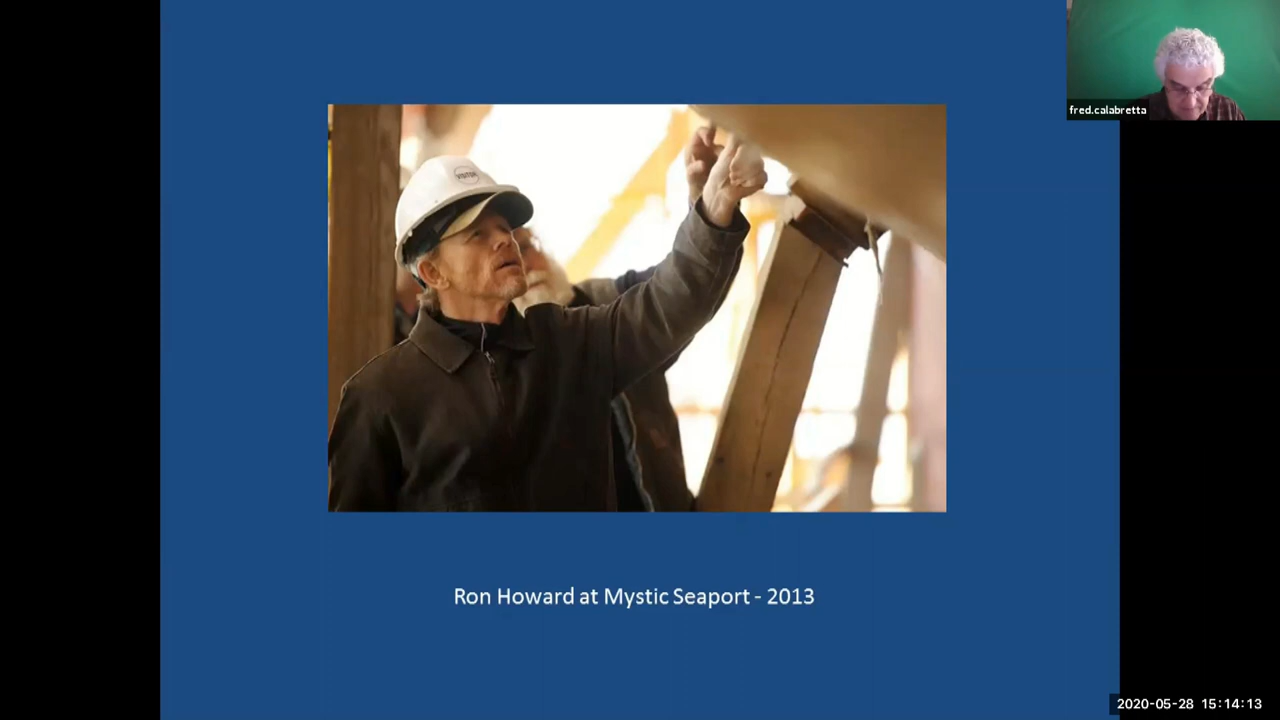 fred.calabretta
Ron Howard at Mystic Seaport - 2013
2020-05-28 15:14:13